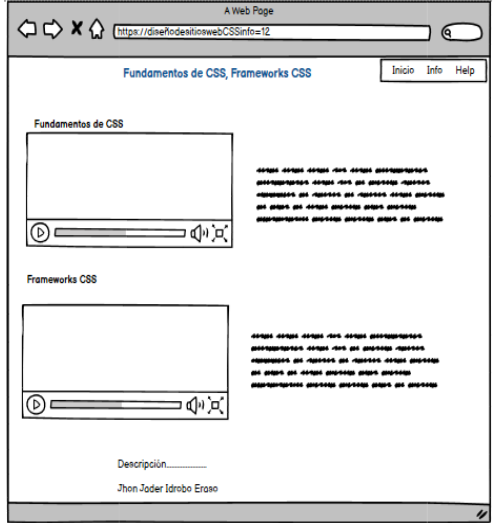 A Web Page
https://diseñodesitioswebCSSinfo=12
Fundamentos de CSS, Frameworks CSS
Inicio Info Help
Fundamentos de CSS
Frameworks CSS
Descripción..................
Jhon Jader Idrobo Eraso